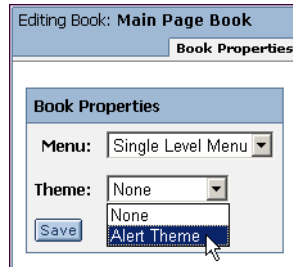 Editing Book: Main Page Book
Book Properties
Book Properties
Menu: Single Level Menu
Theme: None
None
Alert Theme
Save